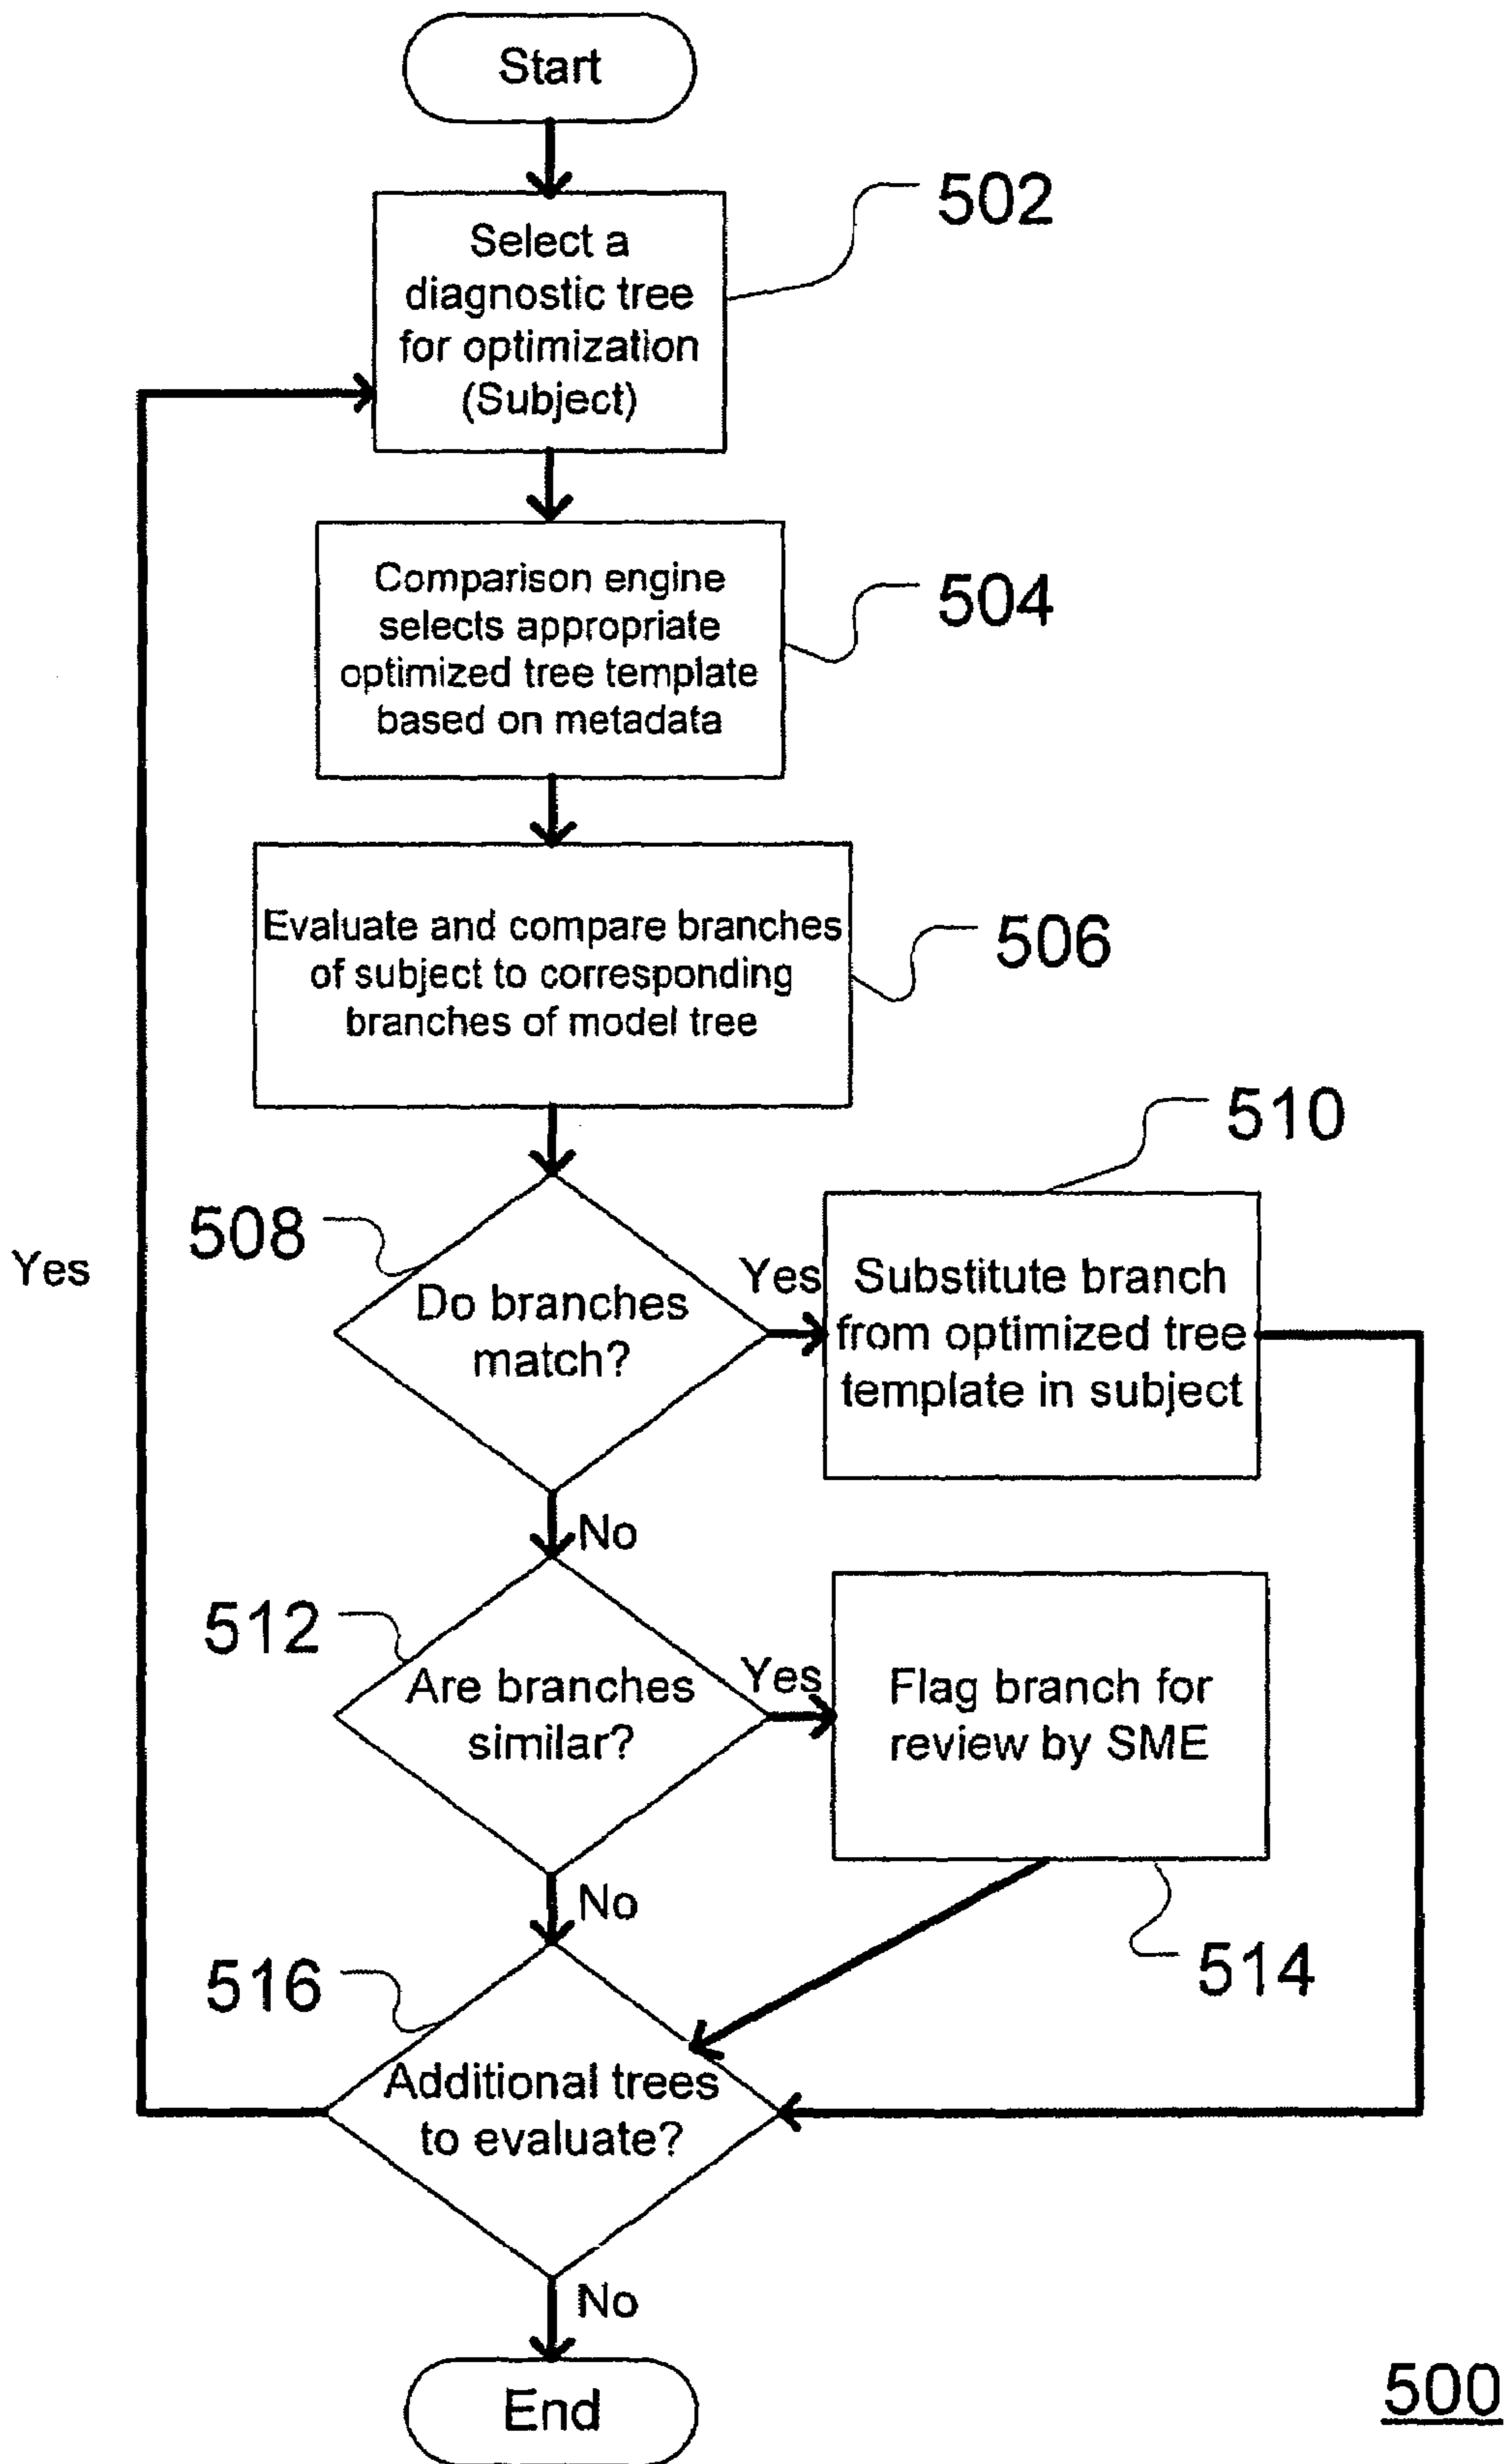 Start
502
Select a
diagnostic tree
for optimization
(Subject)
504
Comparison engine
selects appropriate
optimized tree template
based on metadata
506
Evaluate and compare branches
of subject to corresponding
branches of model tree
508
Do branches
match?
Yes
510
Substitute branch
from optimized tree
template in subject
Yes
No
512
Are branches
similar?
Yes
Flag branch for
review by SME
514
No
516
Additional trees
to evaluate?
No
End
500